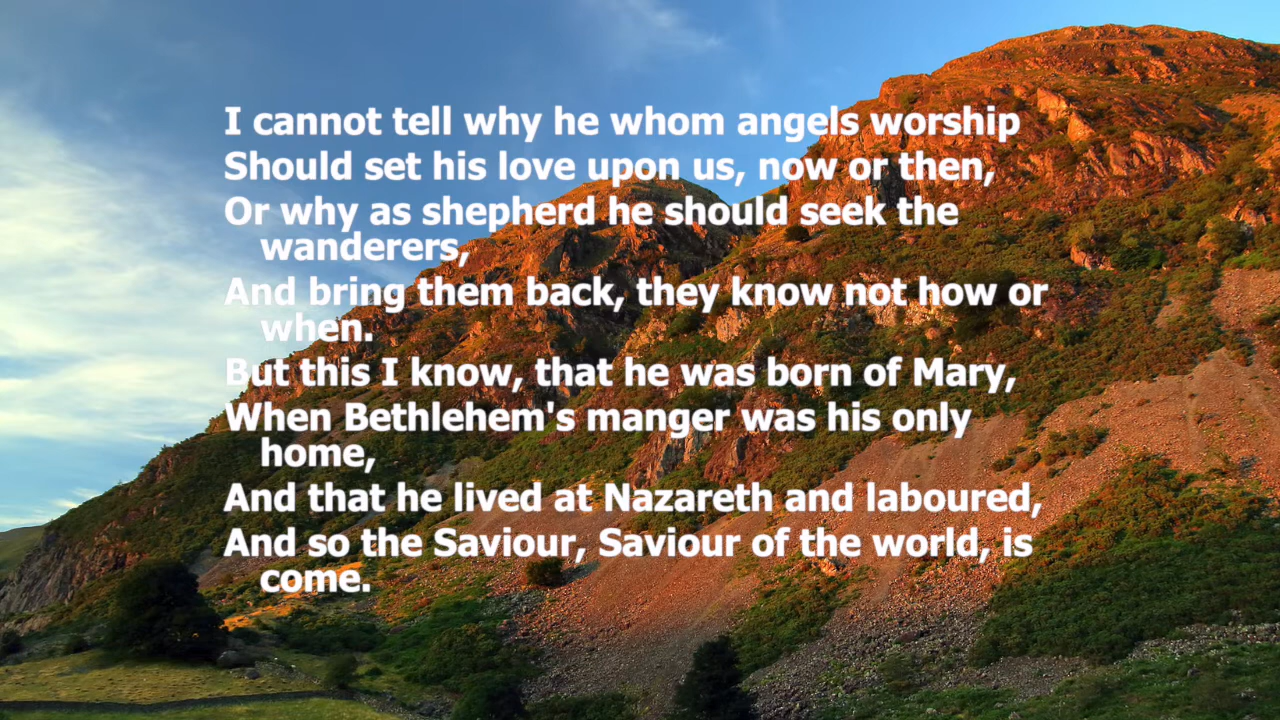 I cannot tell why he whom angels worship
Should set his love upon us, now or then,
Or why as shepherd he should seek the
wanderers,
And bring them back, they know not how or
when.
But this I know, that he was born of Mary,
When Bethlehem's manger was his only
home,
And that he lived at Nazareth and laboured,
And so the Saviour, Saviour of the world, is
come.